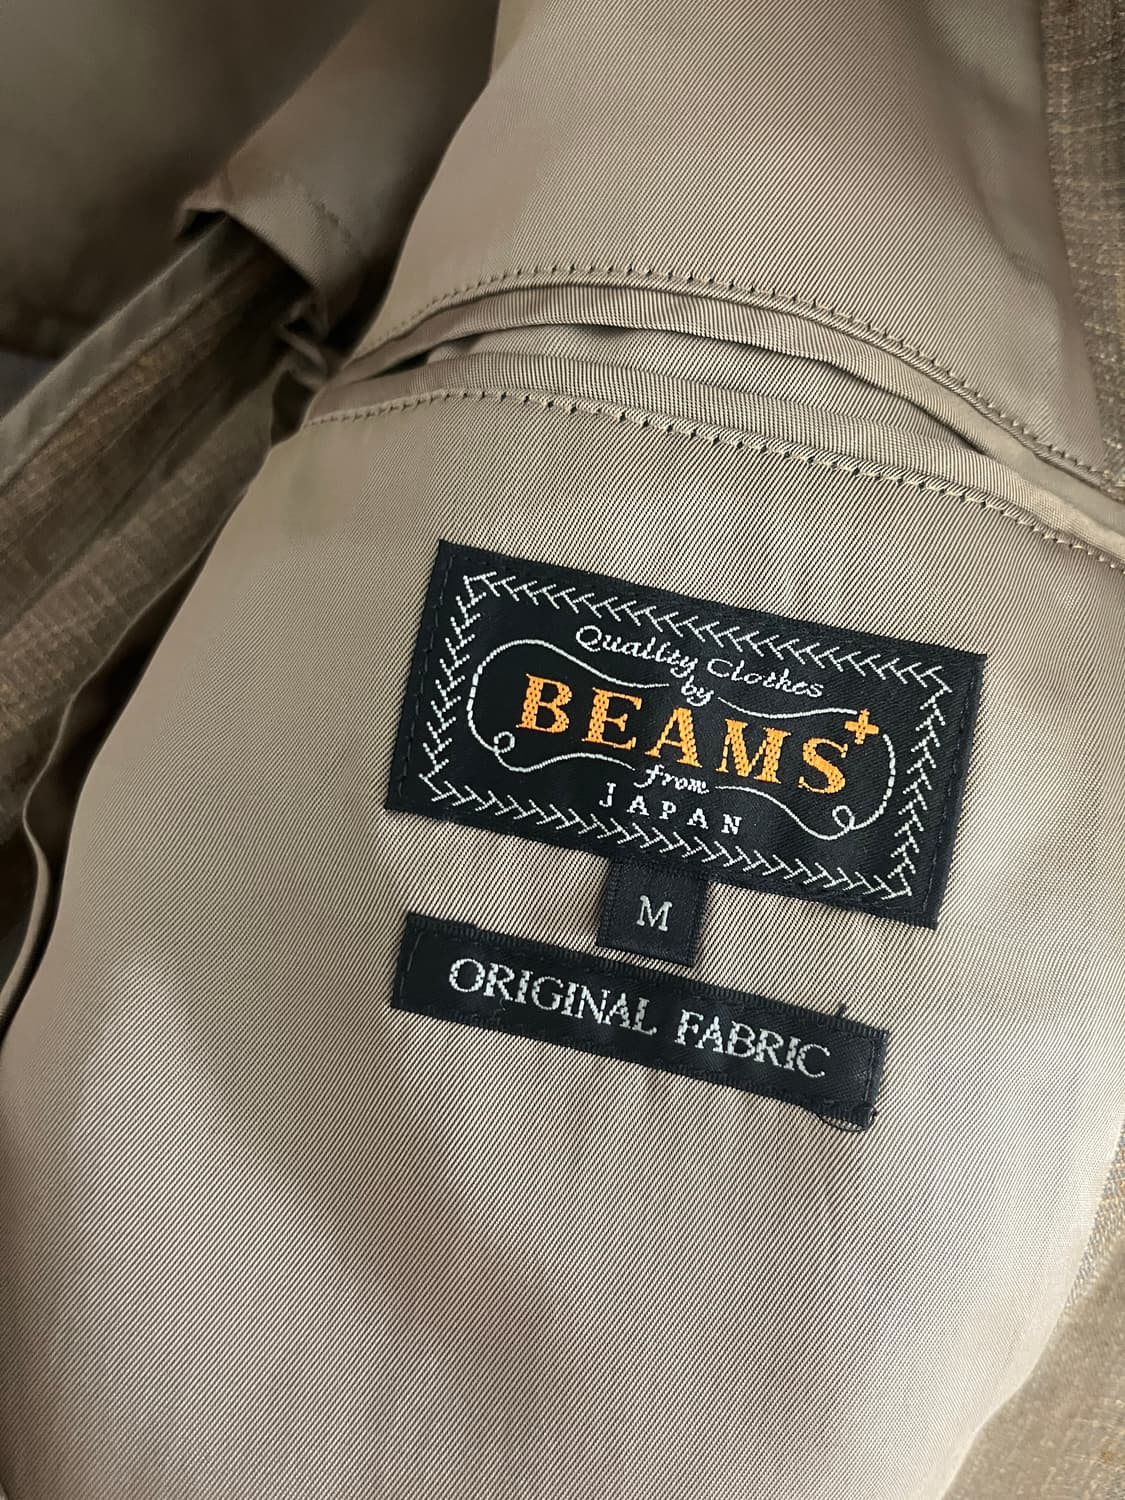 Quality Clothes
by
BEAMS+
from
JAPAN
M
ORIGINAL FABRIC